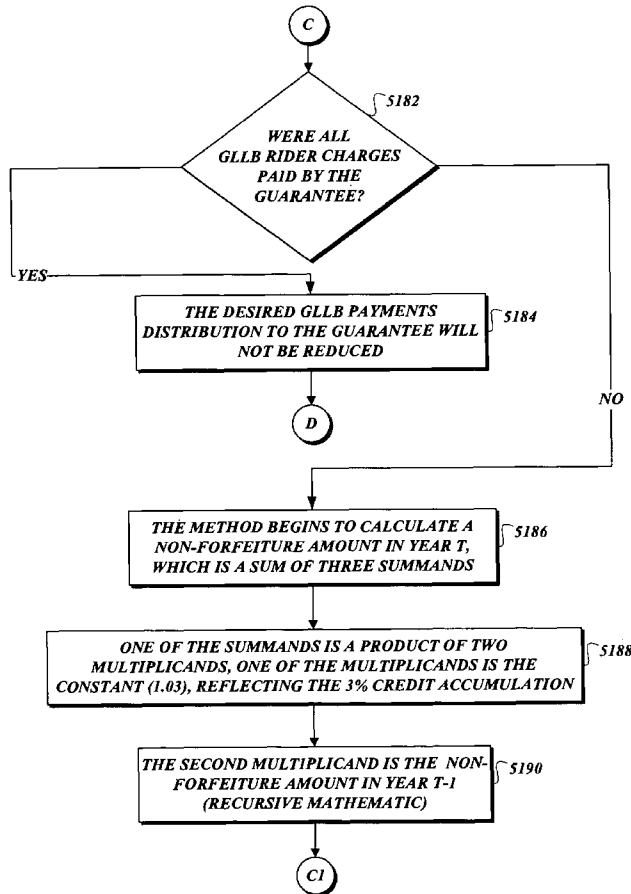 C
5182
WERE ALL
GLLB RIDER CHARGES
PAID BY THE
GUARANTEE?
YES
THE DESIRED GLLB PAYMENTS
DISTRIBUTION TO THE GUARANTEE WILL
NOT BE REDUCED
5184
D
NO
THE METHOD BEGINS TO CALCULATE A
NON-FORFEITURE AMOUNT IN YEAR T,
WHICH IS A SUM OF THREE SUMMANDS
5186
ONE OF THE SUMMANDS IS A PRODUCT OF TWO
MULTIPLICANDS, ONE OF THE MULTIPLICANDS IS THE
CONSTANT (1.03), REFLECTING THE 3% CREDIT ACCUMULATION
5188
THE SECOND MULTIPLICAND IS THE NON-
FORFEITURE AMOUNT IN YEAR T-1
(RECURSIVE MATHEMATIC)
5190
C1